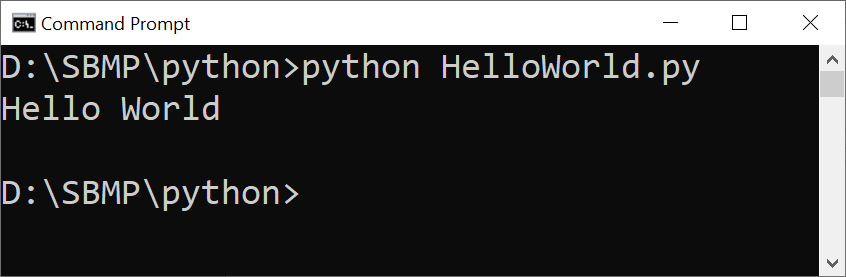 Command Prompt
D:\SBMP\python>python HelloWorld.py
Hello World
D:\SBMP\python>